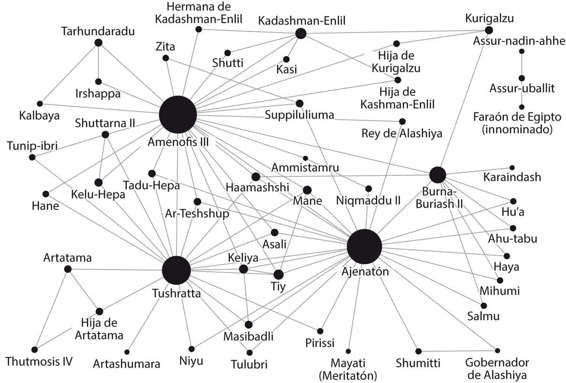 Hermana de
Kadashman-Enlil
Kadashman-Enlil
Kurigalzu
Tarhundaradu
Zita
Assur-nadin-ahhe
Shutti
Kasi
Hija de
Kurigalzu
Irshappa
Assur-uballit
Hija de
Kashman-Enlil
Kalbaya
Suppiluliuma
Faraón de Egipto
(innominado)
Shuttarna II
Amenofis III
Rey de Alashiya
Tunip-ibri
Ammistamru
Karaindash
Tadu-Hepa
Haamashshi
Burna-
Buriash II
Hane
Kelu-Hepa
Mane
Niqmaddu II
Hu'a
Ar-Teshshup
Asali
Ahu-tabu
Artatama
Keliya
Haya
Tushratta
Tiy
Ajenatón
Mihumi
Salmu
Hija de
Artatama
Masibadli
Pirissi
Thutmosis IV
Artashumara
Niyu
Tulubri
Mayati
(Meritatón)
Shumitti
Gobernador
de Alashiya